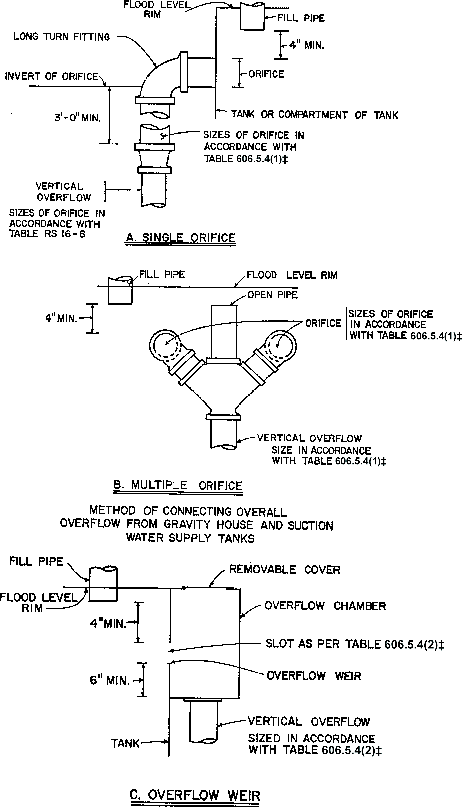 FLOOD LEVEL
RIM
FILL PIPE
4" MIN.
LONG TURN FITTING
INVERT OF ORIFICE
ORIFICE
3'-0" MIN.
TANK OR COMPARTMENT OF TANK
SIZES OF ORIFICE IN
ACCORDANCE WITH
TABLE 606.5.4(1)‡
VERTICAL
OVERFLOW
SIZES OF ORIFICE IN
ACCORDANCE WITH
TABLE RS 16-6
A. SINGLE ORIFICE
FILL PIPE
FLOOD LEVEL RIM
OPEN PIPE
4" MIN.
ORIFICE
SIZES OF ORIFICE
IN ACCORDANCE
WITH TABLE 606.5.4(1)‡
VERTICAL OVERFLOW
SIZE IN ACCORDANCE
WITH TABLE 606.5.4(1)‡
B. MULTIPLE ORIFICE
METHOD OF CONNECTING OVERALL
OVERFLOW FROM GRAVITY HOUSE AND SUCTION
WATER SUPPLY TANKS
FILL PIPE
REMOVABLE COVER
FLOOD LEVEL
RIM
OVERFLOW CHAMBER
4" MIN.
SLOT AS PER TABLE 606.5.4(2)‡
OVERFLOW WEIR
6" MIN.
VERTICAL OVERFLOW
SIZED IN ACCORDANCE
WITH TABLE 606.5.4(2)‡
TANK
C. OVERFLOW WEIR